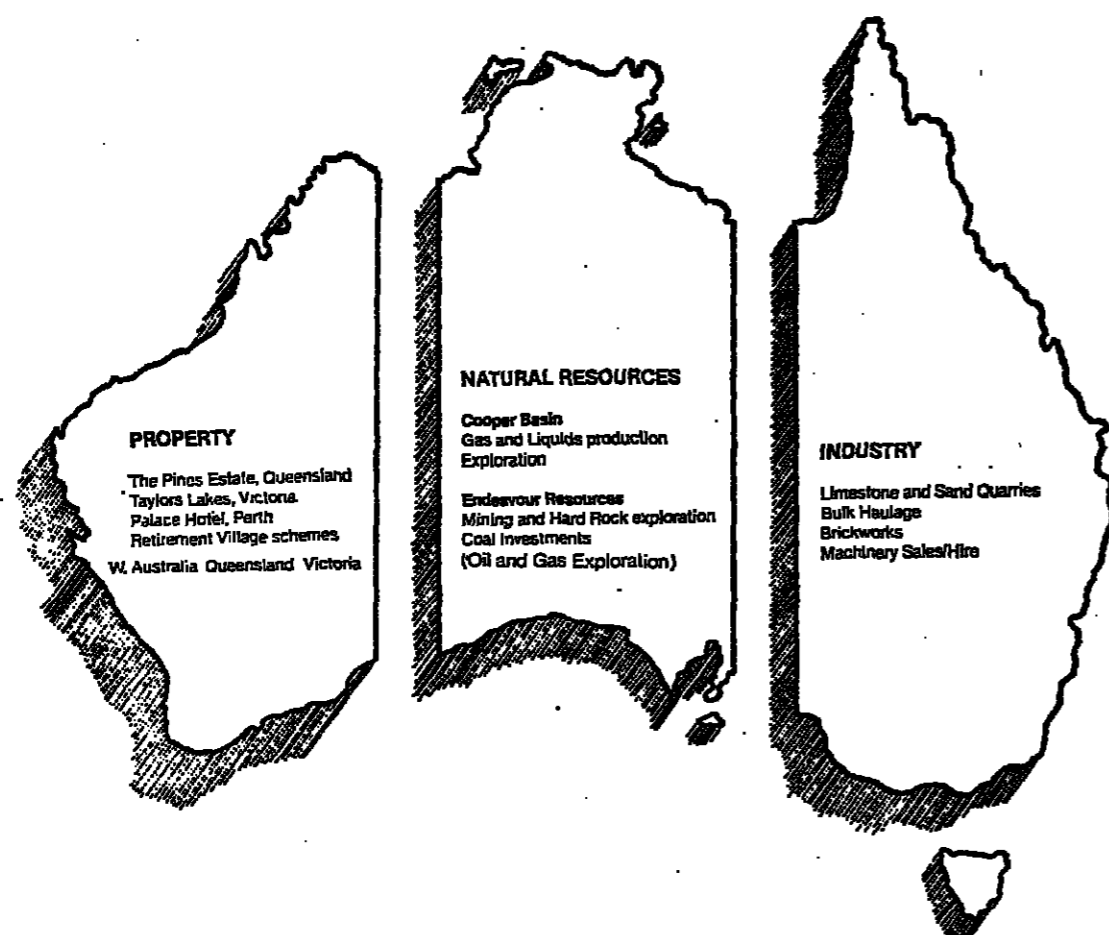 PROPERTY
The Pines Estate, Queensland
Taylors Lakes, Victoria
Palace Hotel, Perth
Retirement Village schemes
W. Australia Queensland Victoria
NATURAL RESOURCES
Cooper Basin
Gas and Liquids production
Exploration
Endeavour Resources
Mining and Hard Rock exploration
Coal Investments
(Oil and Gas Exploration)
INDUSTRY
Limestone and Sand Quarries
Bulk Haulage
Brickworks
Machinery Sales/Hire